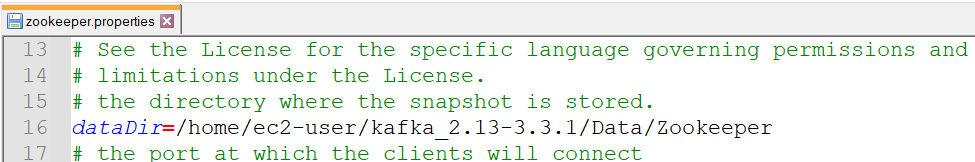 zookeeper.properties
13 # See the License for the specific language governing permissions and
14 # limitations under the License.
15 # the directory where the snapshot is stored.
16 dataDir=/home/ec2-user/kafka_2.13-3.3.1/Data/Zookeeper
17 # the port at which the clients will connect